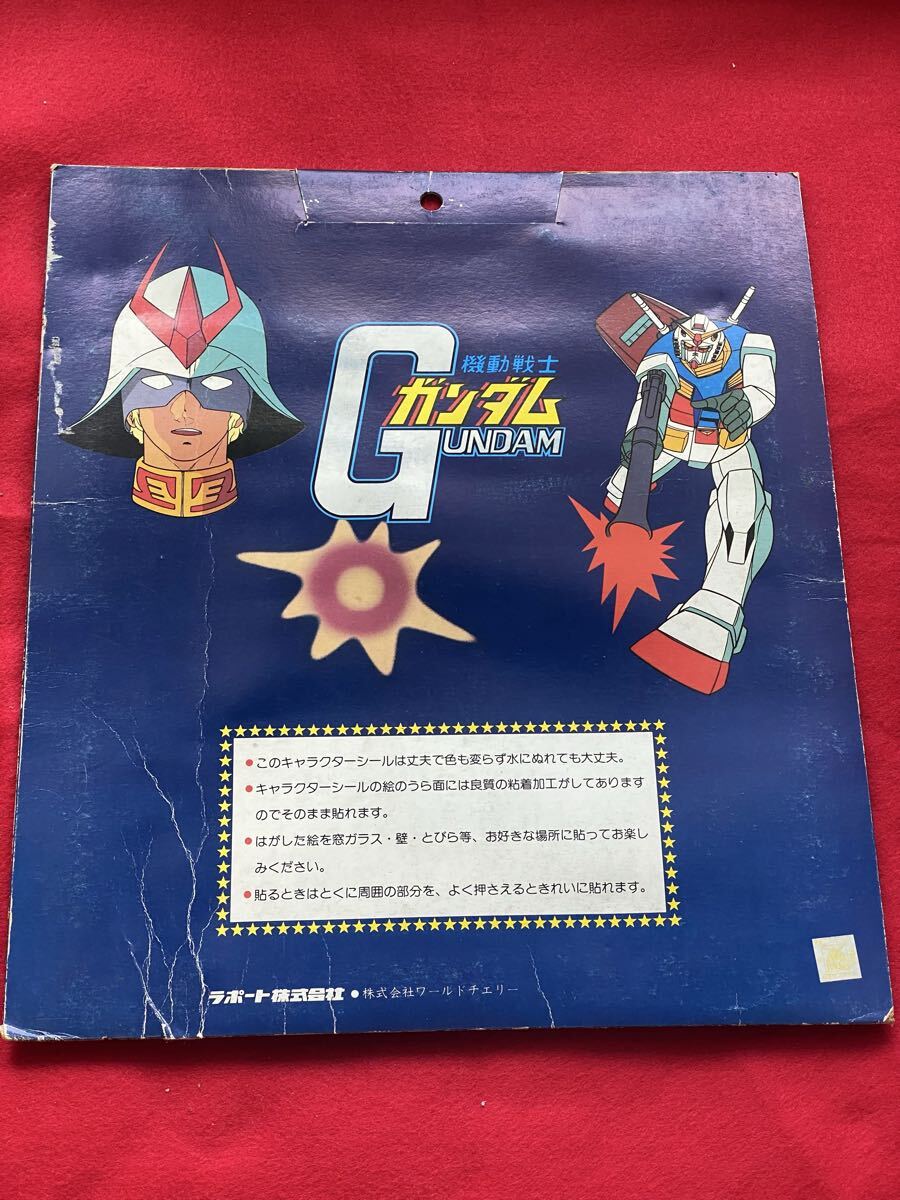 機動戦士
ガンダム
GUNDAM
●このキャラクターシールは丈夫で色も変らず水にぬれても大丈夫。
●キャラクターシールの絵のうら面には良質の粘着加工がしてあります
のでそのまま貼れます。
●はがした絵を窓ガラス・壁・とびら等、お好きな場所に貼ってお楽し
みください。
●貼るときはとくに周囲の部分を、よく押さえるときれいに貼れます。
ラポート株式会社●株式会社ワールドチエリー